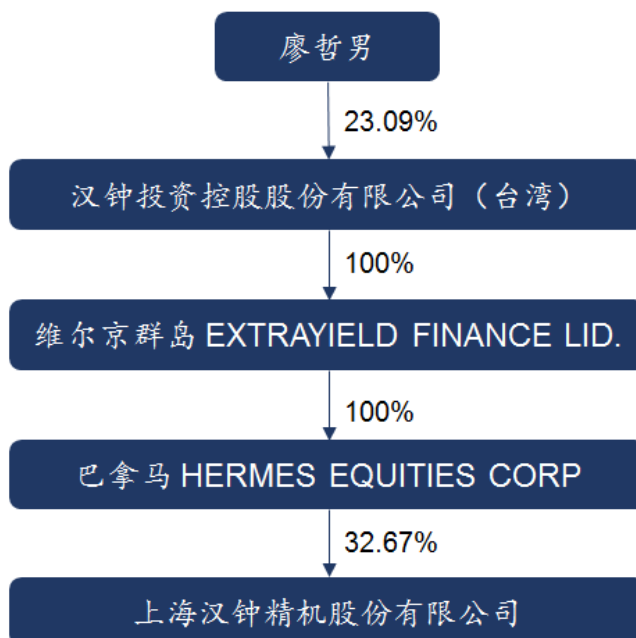 廖哲男
23.09%
汉钟投资控股股份有限公司（台湾）
100%
维尔京群岛 EXTRAYIELD FINANCE LID.
100%
巴拿马 HERMES EQUITIES CORP
32.67%
上海汉钟精机股份有限公司